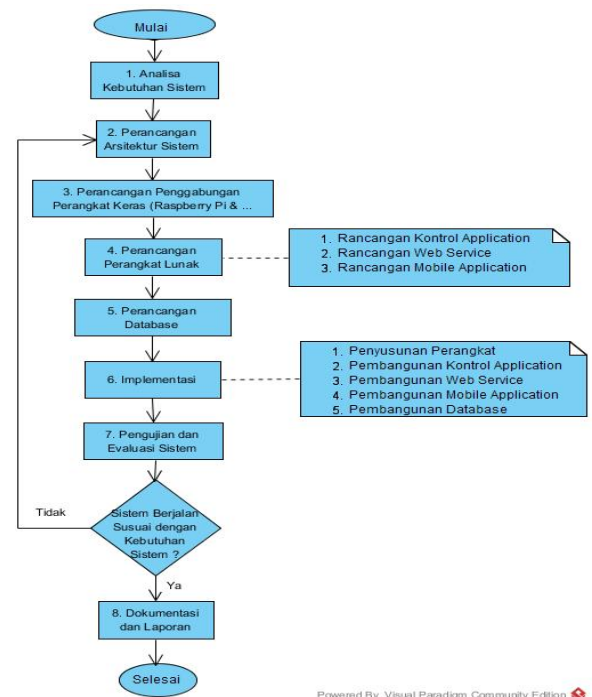 Mulai
1. Analisa
Kebutuhan Sistem
2. Perancangan
Arsitektur Sistem
3. Perancangan Penggabungan
Perangkat Keras (Raspberry Pi & ...
4. Perancangan
Perangkat Lunak
1. Rancangan Kontrol Application
2. Rancangan Web Service
3. Rancangan Mobile Application
5. Perancangan
Database
6. Implementasi
1. Penyusunan Perangkat
2. Pembangunan Kontrol Application
3. Pembangunan Web Service
4. Pembangunan Mobile Application
5. Pembangunan Database
7. Pengujian dan
Evaluasi Sistem
Tidak
Sistem Berjalan
Susuai dengan
Kebutuhan
Sistem ?
Ya
8. Dokumentasi
dan Laporan
Selesai
Powered By Visual Paradigm Community Edition